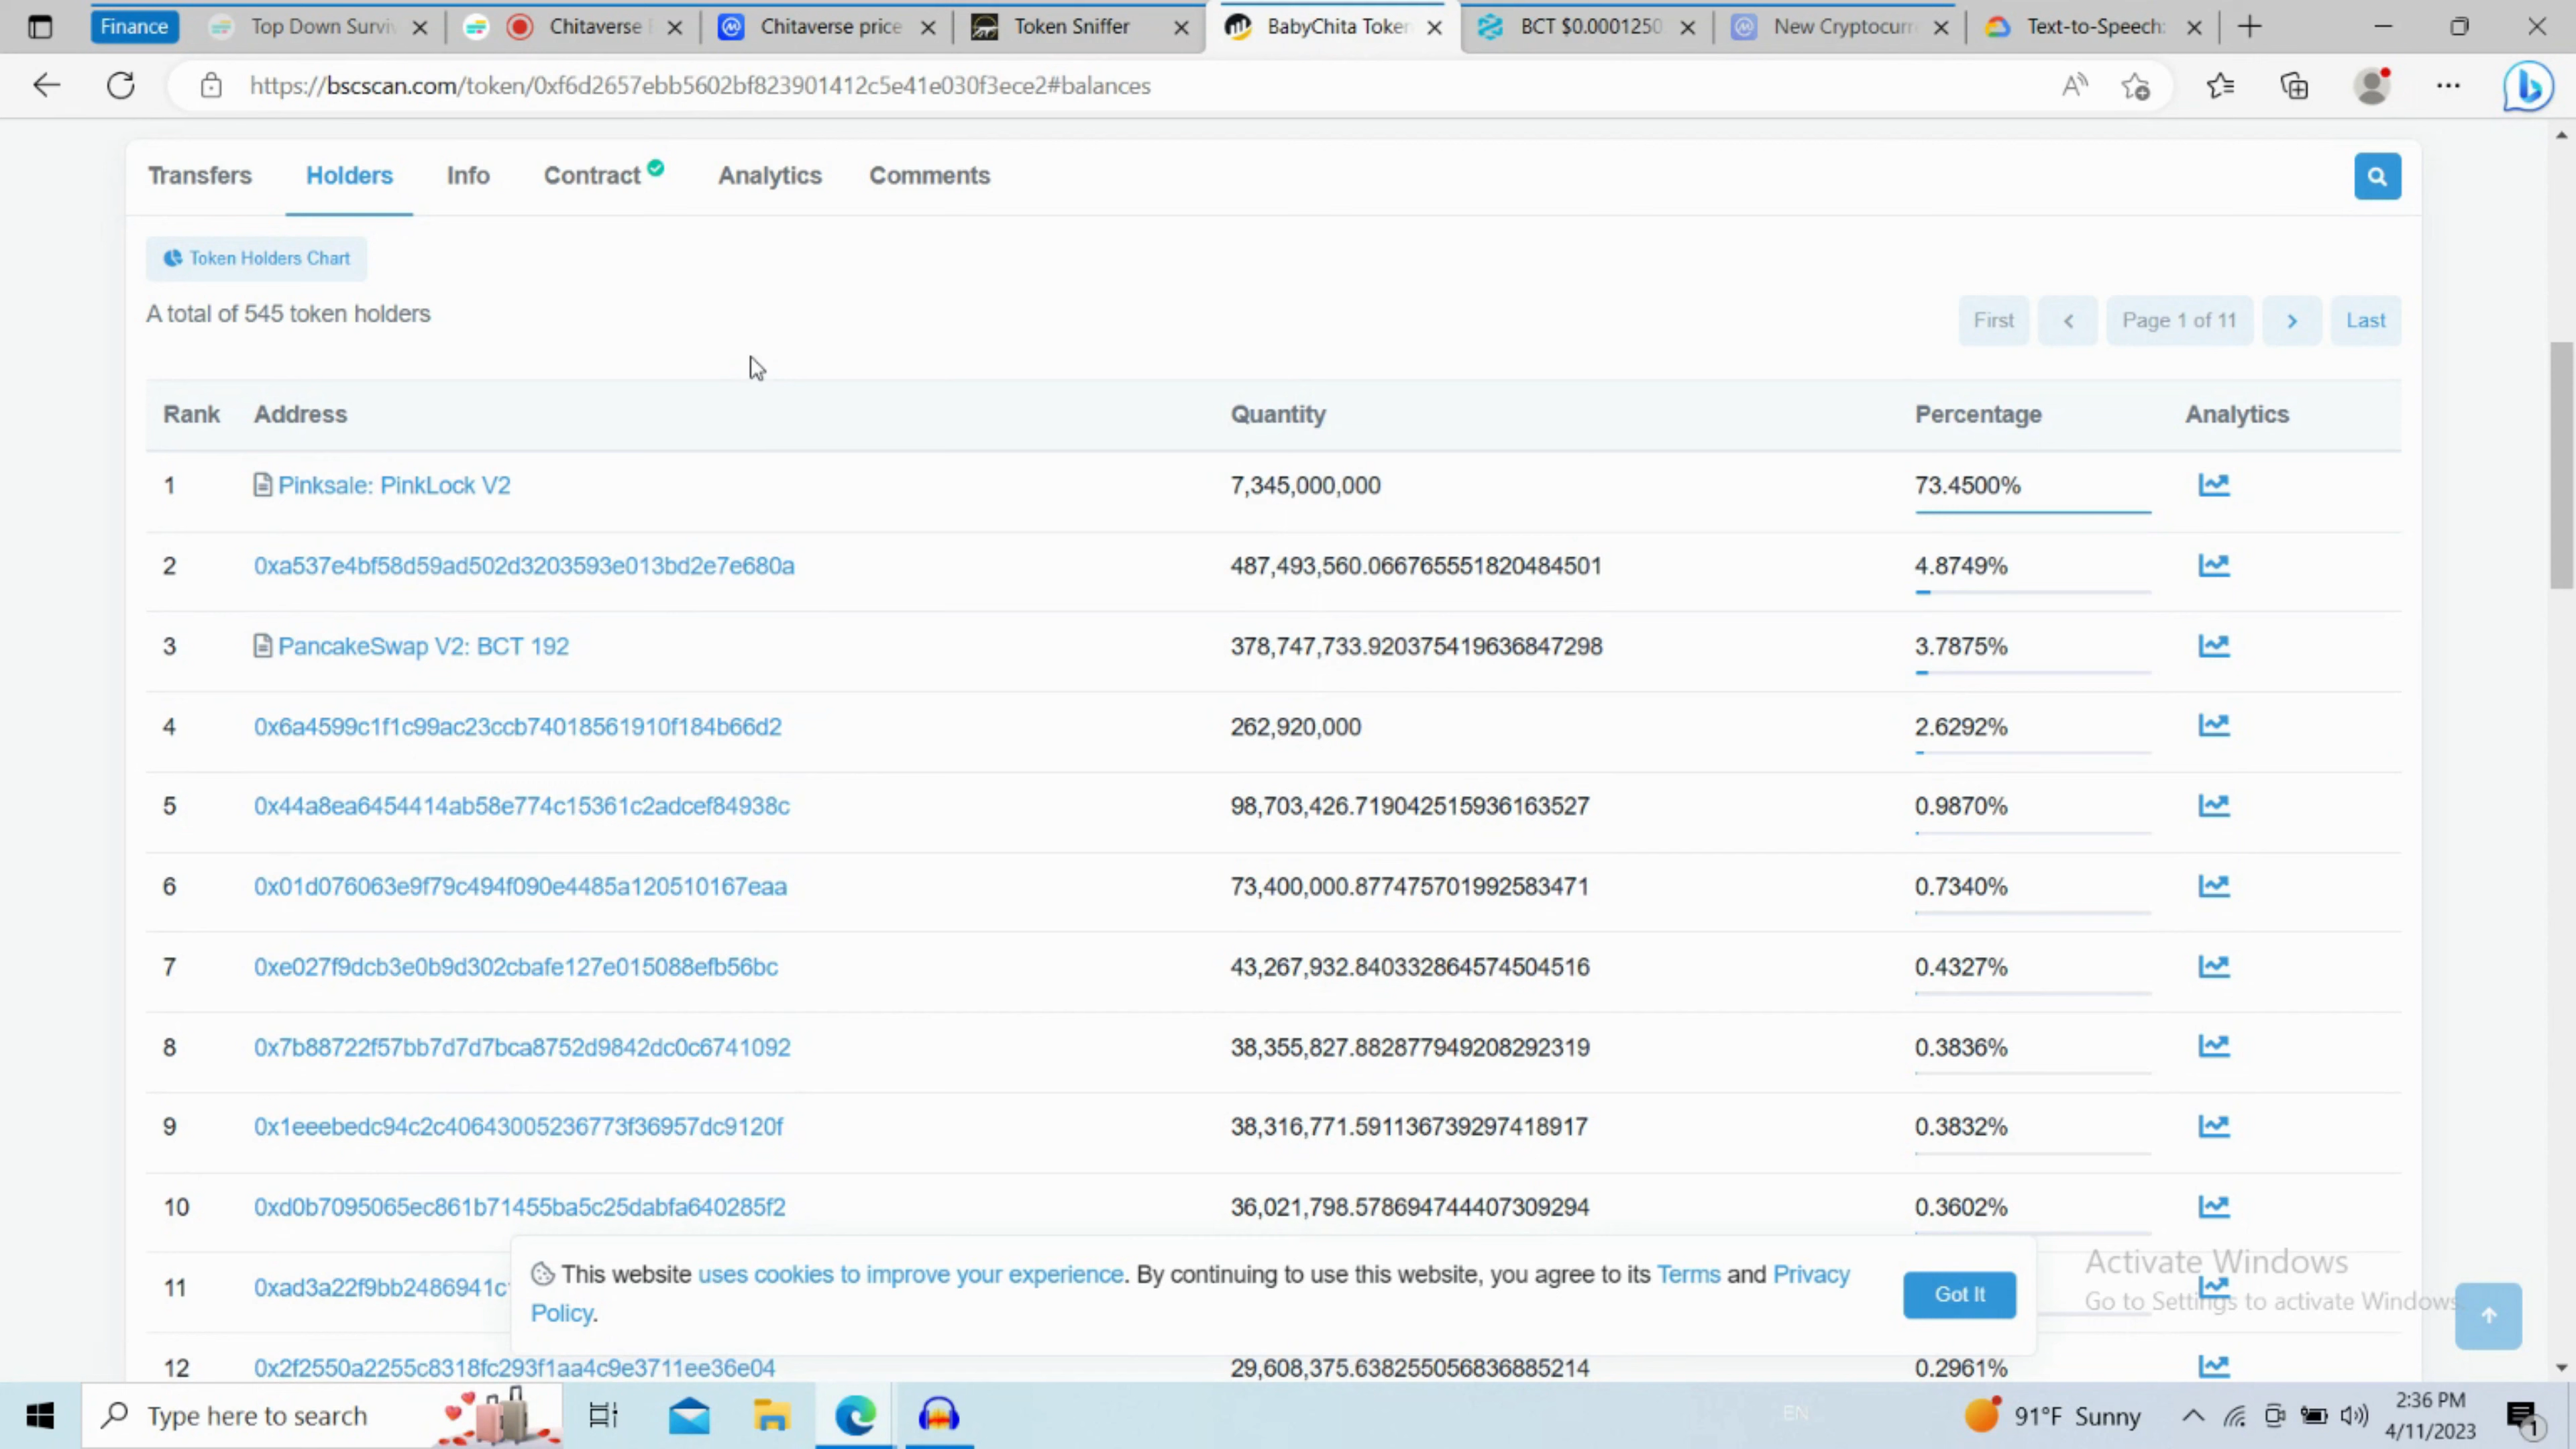 Finance
Top Down Surviv
Chitaverse
Chitaverse price
Token Sniffer
BabyChita Token
BCT $0.0001250
New Cryptocurr
Text-to-Speech:
https://bscscan.com/token/0xf6d2657ebb5602bf823901412c5e41e030f3ece2#balances
Transfers Holders Info Contract Analytics Comments
Token Holders Chart
A total of 545 token holders
First Page 1 of 11 Last
Rank Address Quantity Percentage Analytics
1 Pinksale: PinkLock V2 7,345,000,000 73.4500%
2 0xa537e4bf58d59ad502d3203593e013bd2e7e680a 487,493,560.066765551820484501 4.8749%
3 PancakeSwap V2: BCT 192 378,747,733.920375419636847298 3.7875%
4 0x6a4599c1f1c99ac23ccb74018561910f184b66d2 262,920,000 2.6292%
5 0x44a8ea6454414ab58e774c15361c2adcef84938c 98,703,426.719042515936163527 0.9870%
6 0x01d076063e9f79c494f090e4485a120510167eaa 73,400,000.877475701992583471 0.7340%
7 0xe027f9dcb3e0b9d302cbafe127e015088efb56bc 43,267,932.840332864574504516 0.4327%
8 0x7b88722f57bb7d7d7bca8752d9842dc0c6741092 38,355,827.882877949208292319 0.3836%
9 0x1eeebedc94c2c40643005236773f36957dc9120f 38,316,771.591136739297418917 0.3832%
10 0xd0b7095065ec861b71455ba5c25dabfa640285f2 36,021,798.578694744407309294 0.3602%
11 0xad3a22f9bb2486941c
This website uses cookies to improve your experience. By continuing to use this website, you agree to its Terms and Privacy
Policy.
Got It
Activate Windows
Go to Settings to activate Windows.
12 0x2f2550a2255c8318fc293f1aa4c9e3711ee36e04 29,608,375.638255056836885214 0.2961%
Type here to search
EN
91°F Sunny
2:36 PM
4/11/2023
1